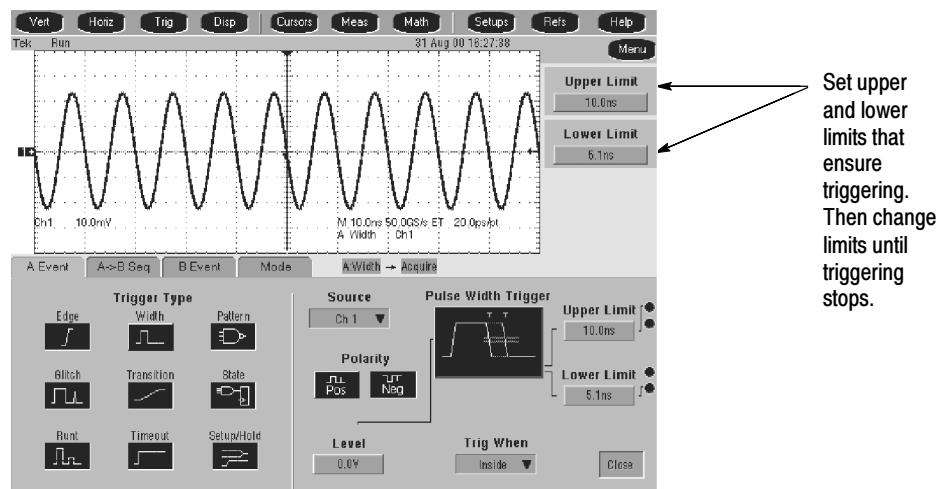 Vert Horiz Trig Disp Cursors Meas Math Setups Refs Help
Tek Run 31 Aug 00 16:27:38
Menu
Upper Limit
10.0ns
Lower Limit
5.1ns
Set upper
and lower
limits that
ensure
triggering.
Then change
limits until
triggering
stops.
Ch1 10.0mV M 10.0ns 50.0GS/s ET 20.0ps/pt
A Width Ch1
A Event A->B Seq B Event Mode A:Width → Acquire
Trigger Type
Edge Width Pattern
Glitch Transition State
Runt Timeout Setup/Hold
Source
Ch 1
Polarity
Pos Neg
Level
0.0V
Pulse Width Trigger
T T
Upper Limit
10.0ns
Lower Limit
5.1ns
Trig When
Inside
Close